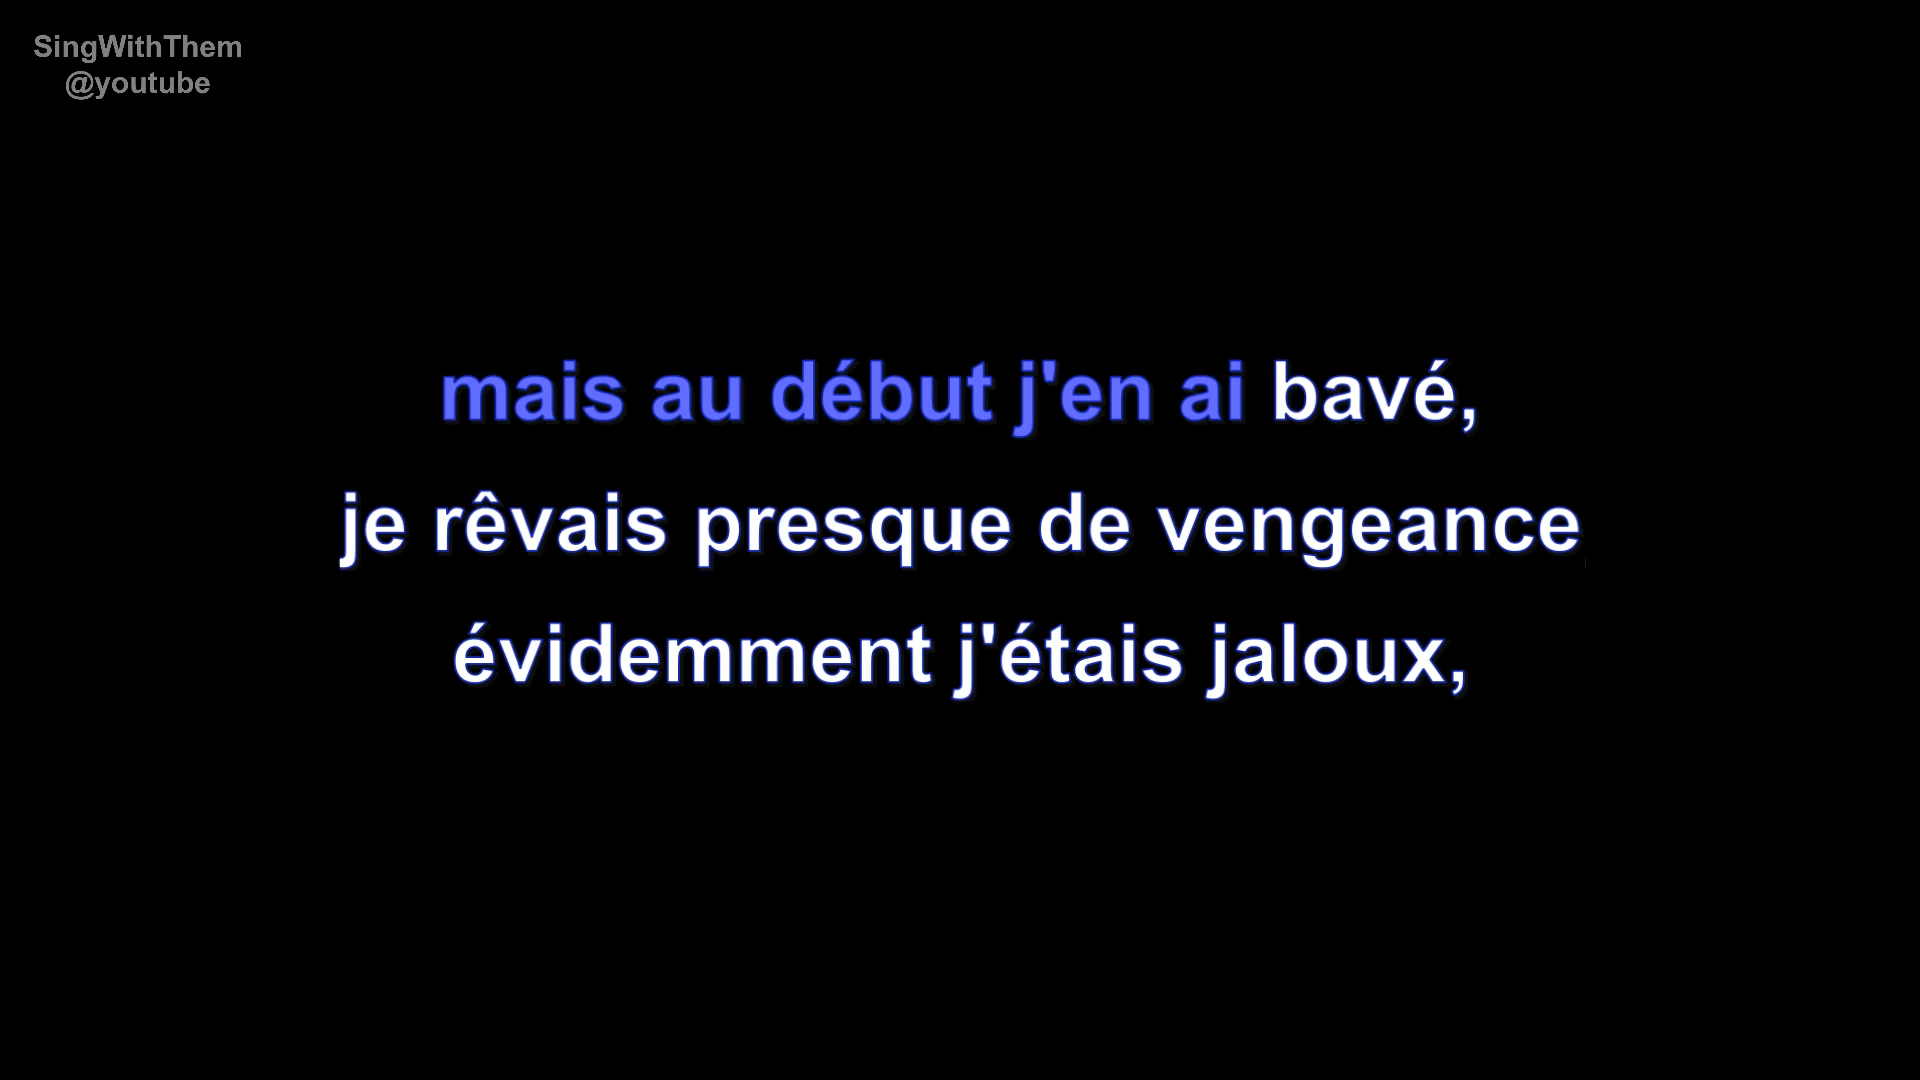 SingWithThem
@youtube
mais au début j'en ai bavé,
je rêvais presque de vengeance
évidemment j'étais jaloux,